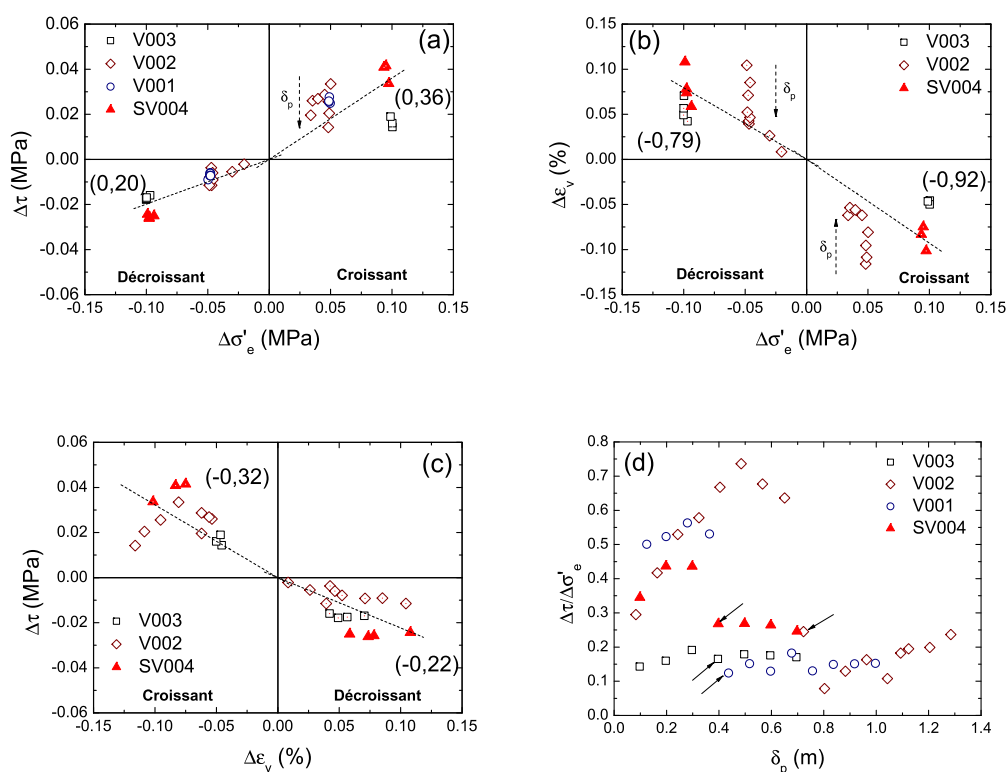 (a)
V003
V002
V001
SV004
δp
(0,36)
(0,20)
Décroissant
Croissant
0.06
0.04
0.02
0.00
-0.02
-0.04
-0.06
-0.15
-0.10
-0.05
0.00
0.05
0.10
0.15
Δτ (MPa)
Δσ'e (MPa)
(b)
V003
V002
SV004
δp
(-0,79)
(-0,92)
δp
Décroissant
Croissant
0.15
0.10
0.05
0.00
-0.05
-0.10
-0.15
-0.15
-0.10
-0.05
0.00
0.05
0.10
0.15
Δεv (%)
Δσ'e (MPa)
(c)
(-0,32)
V003
V002
SV004
(-0,22)
Croissant
Décroissant
0.06
0.04
0.02
0.00
-0.02
-0.04
-0.06
-0.15
-0.10
-0.05
0.00
0.05
0.10
0.15
Δτ (MPa)
Δεv (%)
(d)
V003
V002
V001
SV004
0.8
0.7
0.6
0.5
0.4
0.3
0.2
0.1
0.0
0.0
0.2
0.4
0.6
0.8
1.0
1.2
1.4
Δτ/Δσ'e
δp (m)